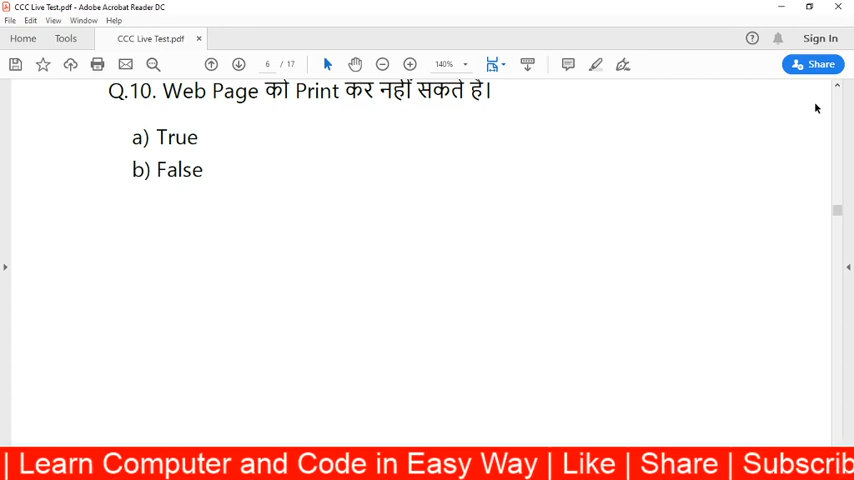 CCC Live Test.pdf - Adobe Acrobat Reader DC
File Edit View Window Help
Home Tools CCC Live Test.pdf × Sign In
6 / 17 140% Share
Q.10. Web Page को Print कर नहीं सकते है।
a) True
b) False
| Learn Computer and Code in Easy Way | Like | Share | Subscrib